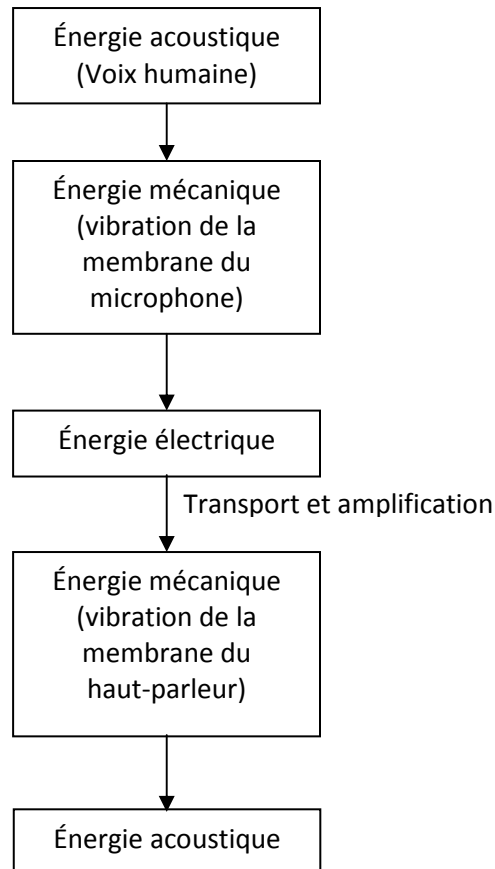 Énergie acoustique
(Voix humaine)
Énergie mécanique
(vibration de la
membrane du
microphone)
Énergie électrique
Transport et amplification
Énergie mécanique
(vibration de la
membrane du
haut-parleur)
Énergie acoustique